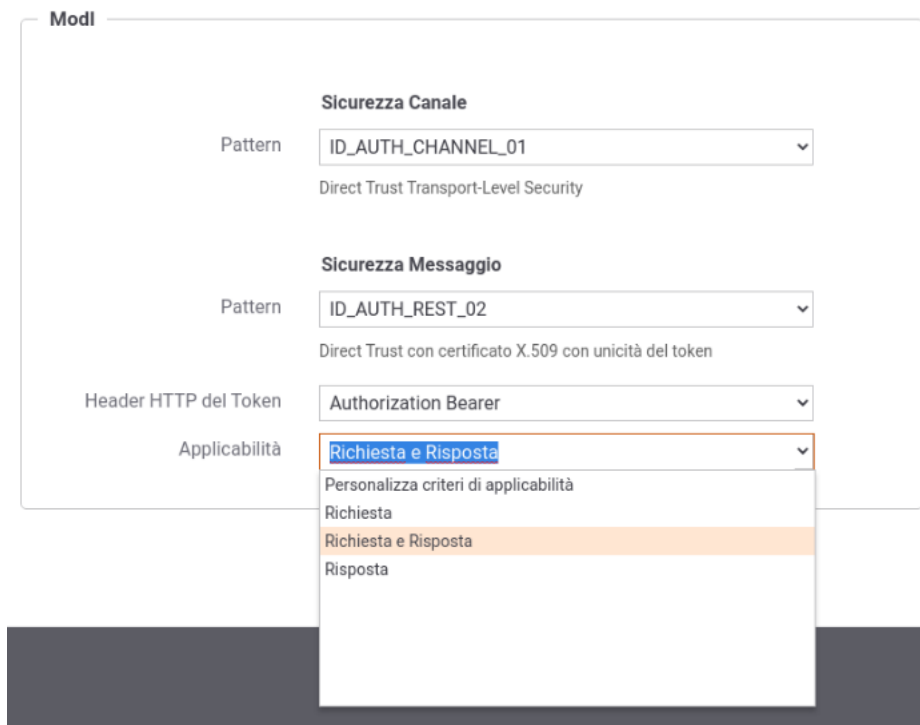 ModI
Sicurezza Canale
Pattern ID_AUTH_CHANNEL_01
Direct Trust Transport-Level Security
Sicurezza Messaggio
Pattern ID_AUTH_REST_02
Direct Trust con certificato X.509 con unicità del token
Header HTTP del Token Authorization Bearer
Applicabilità Richiesta e Risposta
Personalizza criteri di applicabilità
Richiesta
Richiesta e Risposta
Risposta